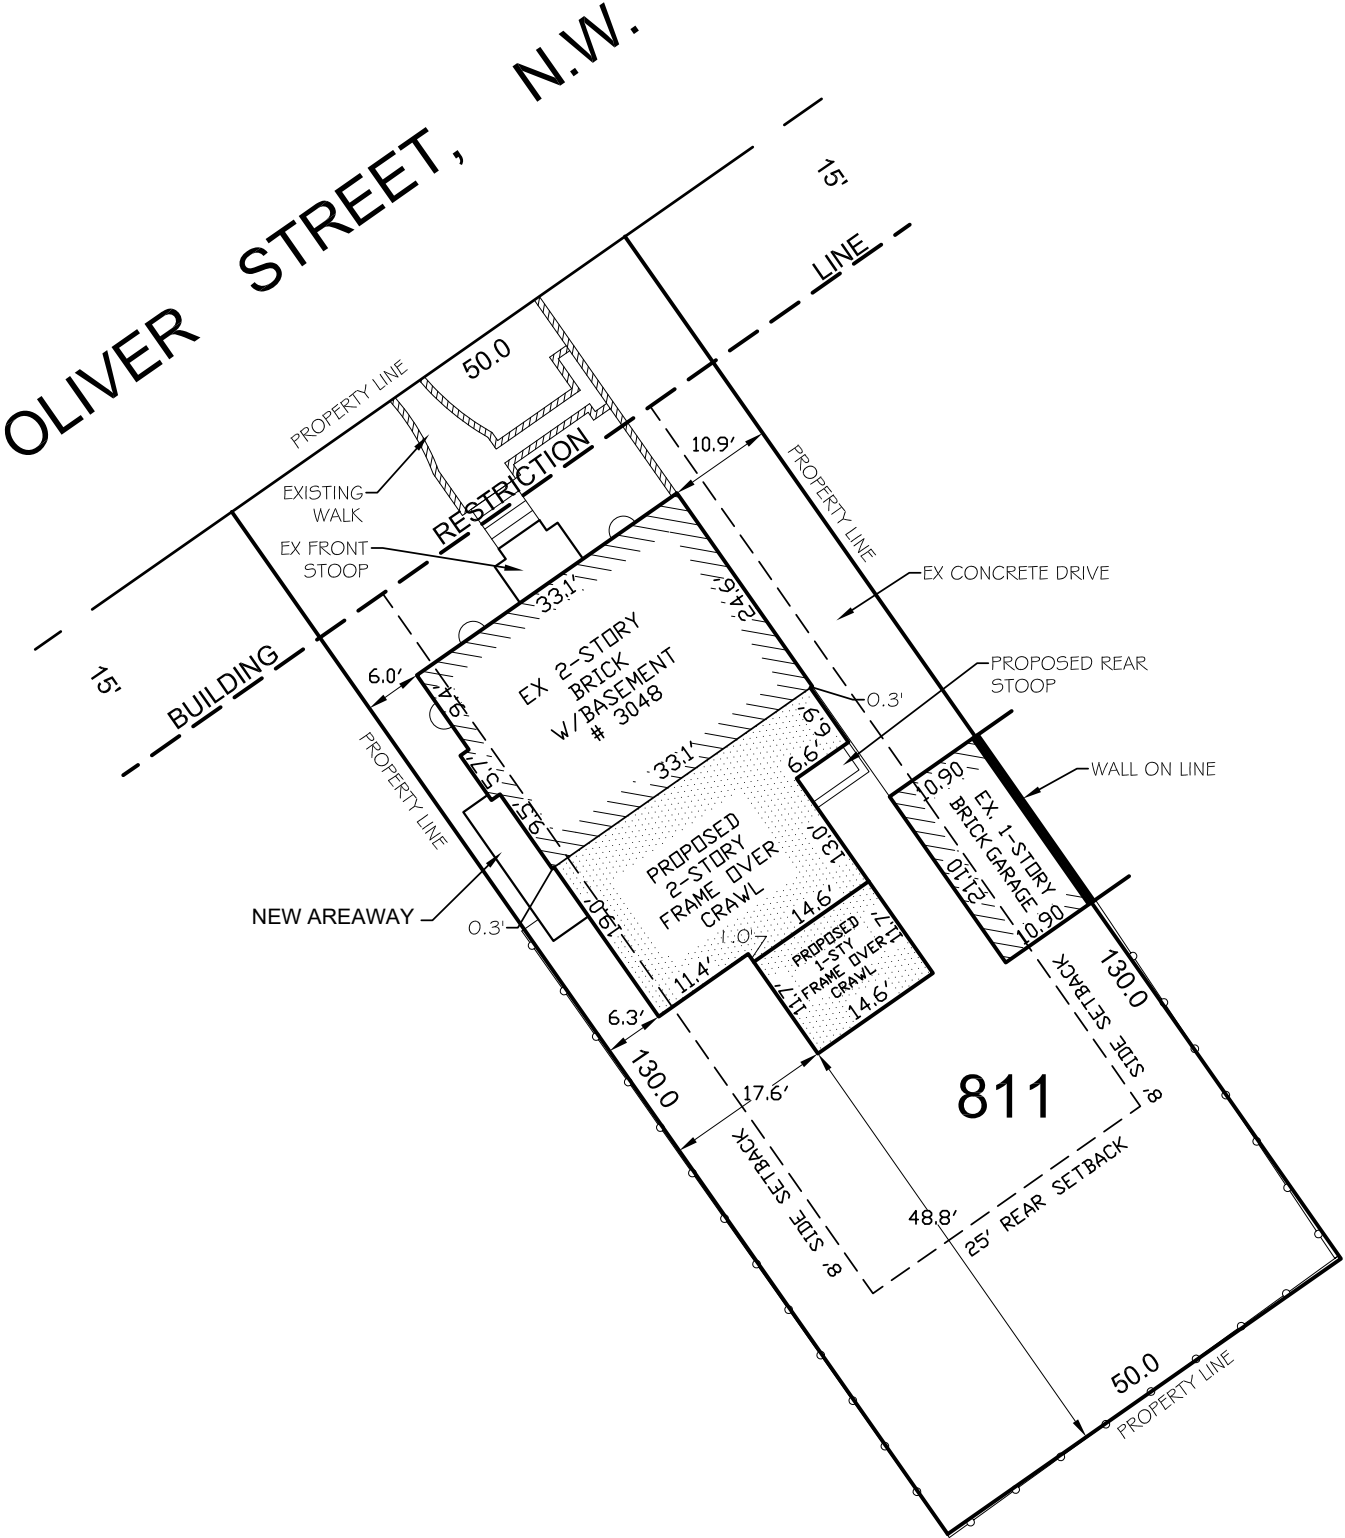 OLIVER STREET, N.W.
15'
LINE
PROPERTY LINE
50.0
RESTRICTION
10.9'
PROPERTY LINE
EXISTING
WALK
EX FRONT
STOOP
33.1'
24.6'
EX CONCRETE DRIVE
15'
BUILDING
6.0'
9.4'
EX 2-STORY
BRICK
W/BASEMENT
# 3048
PROPOSED REAR
STOOP
0.3'
PROPERTY LINE
5.7'
9.5'
33.1'
6.9'
6.6'
10.90
WALL ON LINE
EX. 1-STORY
BRICK GARAGE
21.10
10.90
PROPOSED
2-STORY
FRAME OVER
CRAWL
13.0'
NEW AREAWAY
0.3'
19.0'
14.6'
1.0'
11.7'
PROPOSED
1-STY
FRAME OVER
CRAWL
11.4'
11.7'
14.6'
6.3'
130.0
130.0
8' SIDE SETBACK
17.6'
811
8' SIDE SETBACK
48.8'
25' REAR SETBACK
50.0
PROPERTY LINE